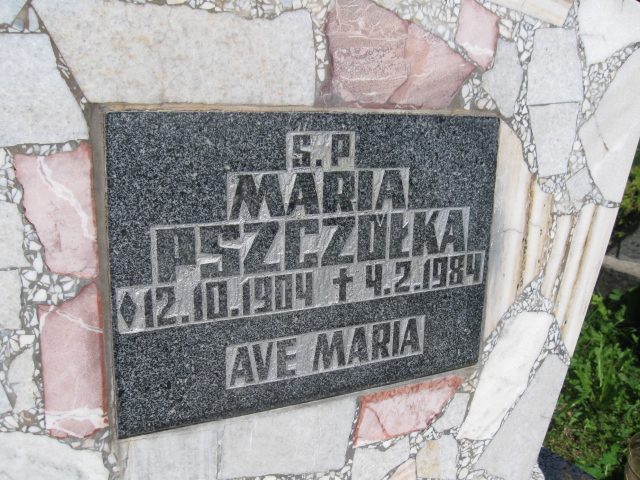 S.P
MARIA
PSZCZÓŁKA
♦12.10.1904 ✝ 4.2.1984
AVE MARIA